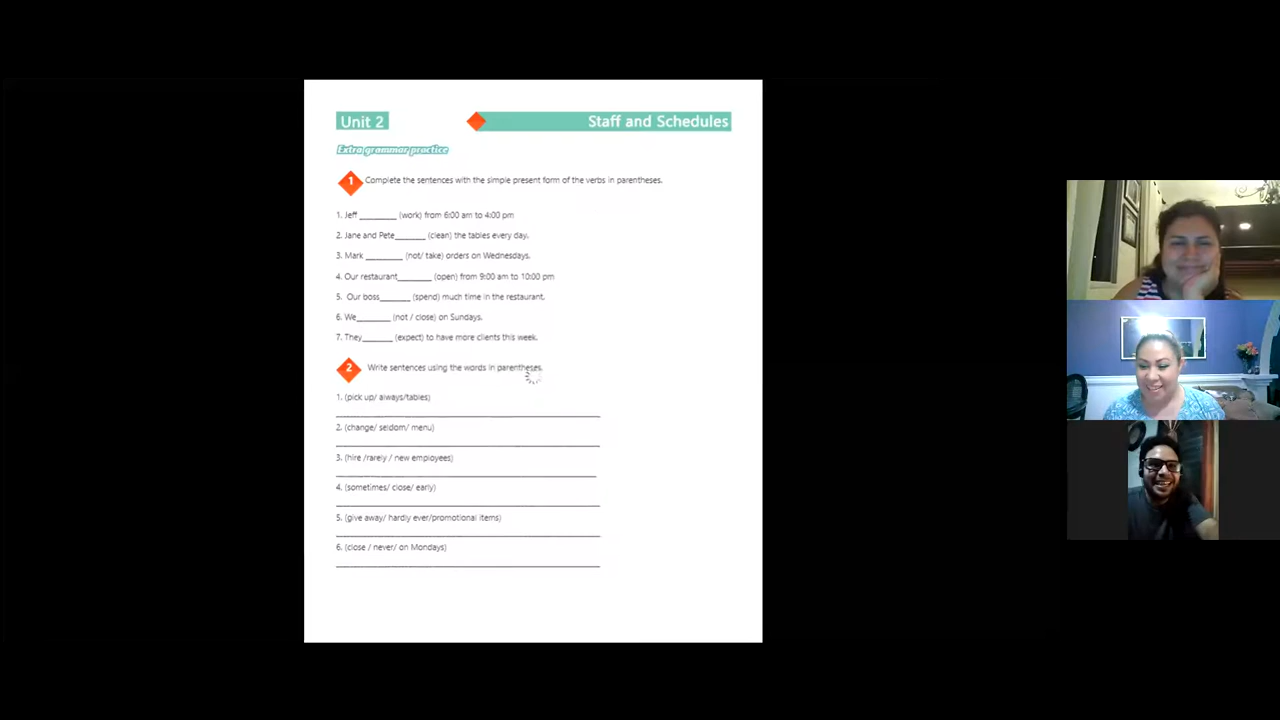 Unit 2
Staff and Schedules
Extra grammar practice
1 Complete the sentences with the simple present form of the verbs in parentheses.
1. Jeff ________ (work) from 6:00 am to 4:00 pm
2. Jane and Pete_______ (clean) the tables every day.
3. Mark ________ (not/ take) orders on Wednesdays.
4. Our restaurant________ (open) from 9:00 am to 10:00 pm
5. Our boss_______ (spend) much time in the restaurant.
6. We________ (not / close) on Sundays.
7. They_______ (expect) to have more clients this week.
2 Write sentences using the words in parentheses.
1. (pick up/ always/tables)
2. (change/ seldom/ menu)
3. (hire /rarely / new employees)
4. (sometimes/ close/ early)
5. (give away/ hardly ever/promotional items)
6. (close / never/ on Mondays)